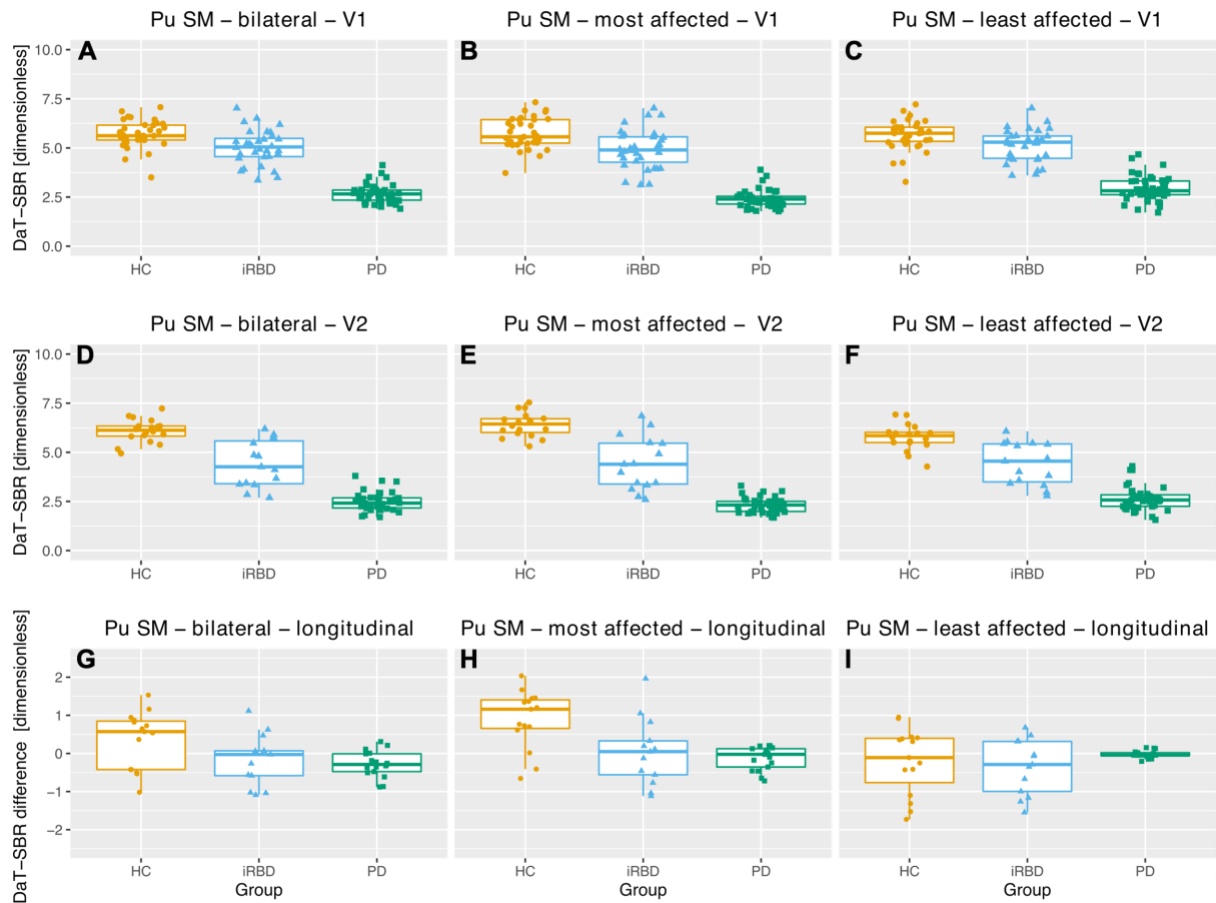 Pu SM – bilateral – V1
Pu SM – most affected – V1
Pu SM – least affected – V1
A
B
C
DaT–SBR [dimensionless]
10.0
7.5
5.0
2.5
0.0
HC
iRBD
PD
HC
iRBD
PD
HC
iRBD
PD
Pu SM – bilateral – V2
Pu SM – most affected – V2
Pu SM – least affected – V2
D
E
F
DaT–SBR [dimensionless]
10.0
7.5
5.0
2.5
0.0
HC
iRBD
PD
HC
iRBD
PD
HC
iRBD
PD
Pu SM – bilateral – longitudinal
Pu SM – most affected – longitudinal
Pu SM – least affected – longitudinal
G
H
I
DaT–SBR difference [dimensionless]
2
1
0
−1
−2
HC
iRBD
PD
HC
iRBD
PD
HC
iRBD
PD
Group
Group
Group